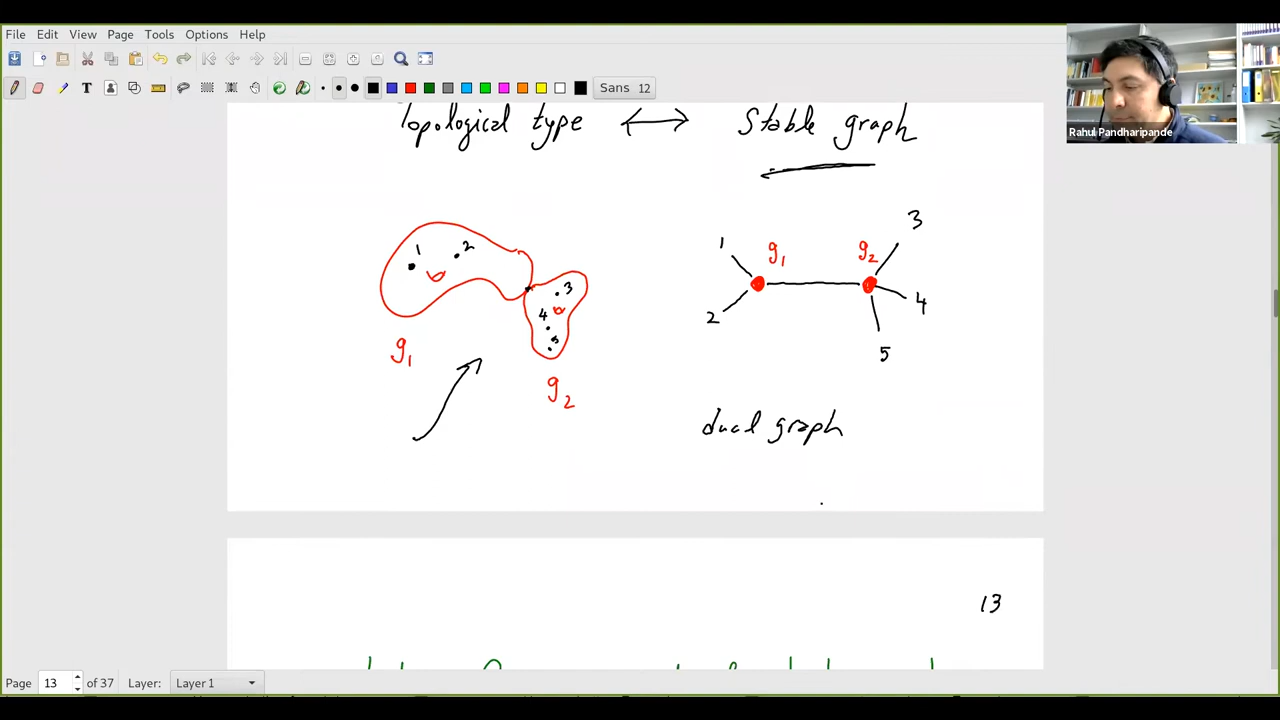 File Edit View Page Tools Options Help
Sans 12
Rahul Pandharipande
Topological type ↔ Stable graph
1 2 3 4 5
g1
g2
1 2 g1 g2 3 4 5
dual graph
13
Page 13 of 37 Layer: Layer 1